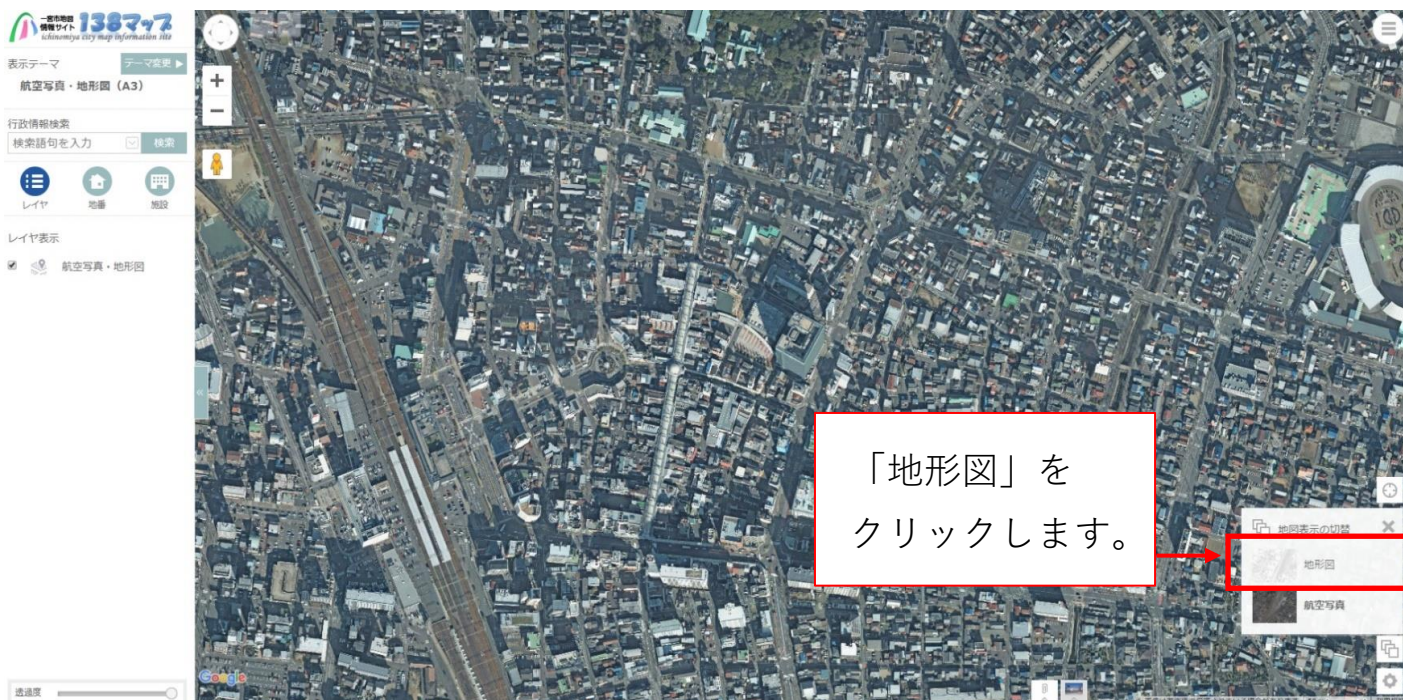 一宮市地図
情報サイト 138マップ
ichinomiya city map information site
表示テーマ
テーマ変更 ▶
航空写真・地形図（A3）
行政情報検索
検索語句を入力
検索
レイヤ
地番
施設
レイヤ表示
航空写真・地形図
透過度
+
−
«
Google
「地形図」を
クリックします。
地図表示の切替
地形図
航空写真